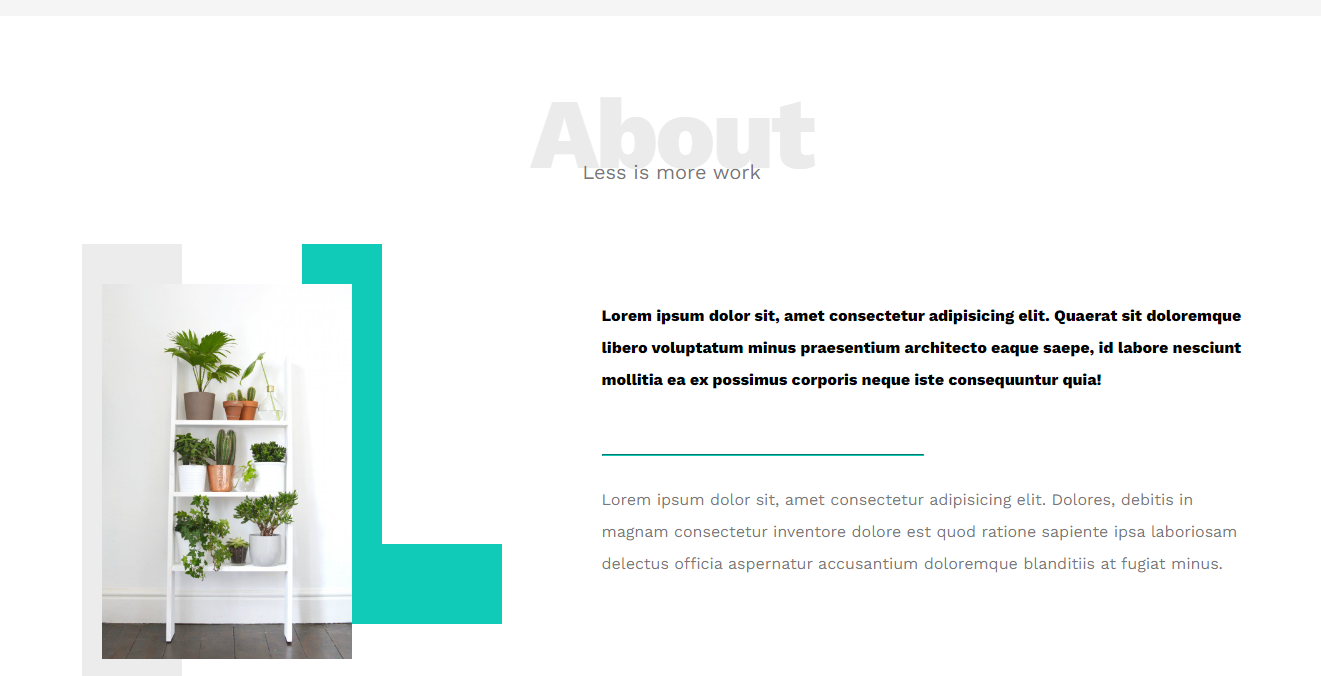 About
Less is more work
Lorem ipsum dolor sit, amet consectetur adipisicing elit. Quaerat sit doloremque
libero voluptatum minus praesentium architecto eaque saepe, id labore nesciunt
mollitia ea ex possimus corporis neque iste consequuntur quia!
Lorem ipsum dolor sit, amet consectetur adipisicing elit. Dolores, debitis in
magnam consectetur inventore dolore est quod ratione sapiente ipsa laboriosam
delectus officia aspernatur accusantium doloremque blanditiis at fugiat minus.